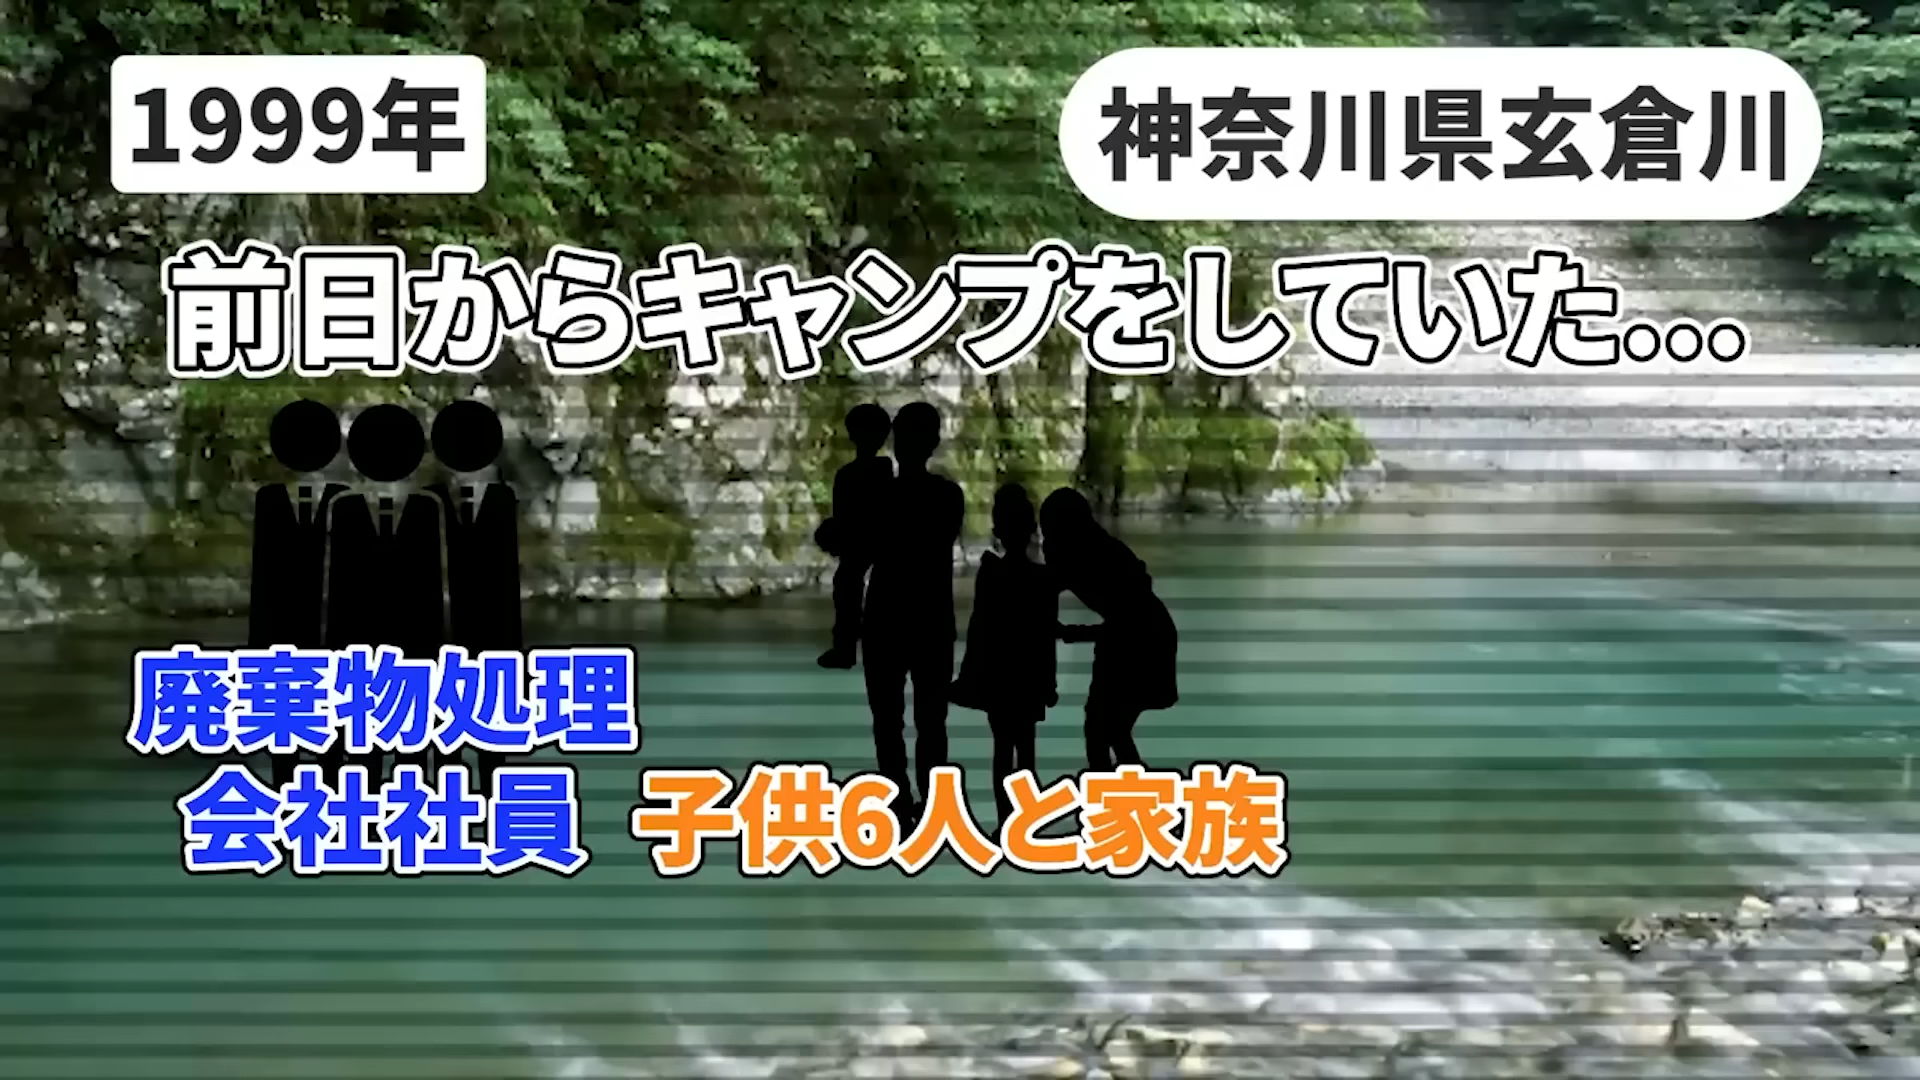 1999年
神奈川県玄倉川
前日からキャンプをしていた...
廃棄物処理
会社社員
子供6人と家族